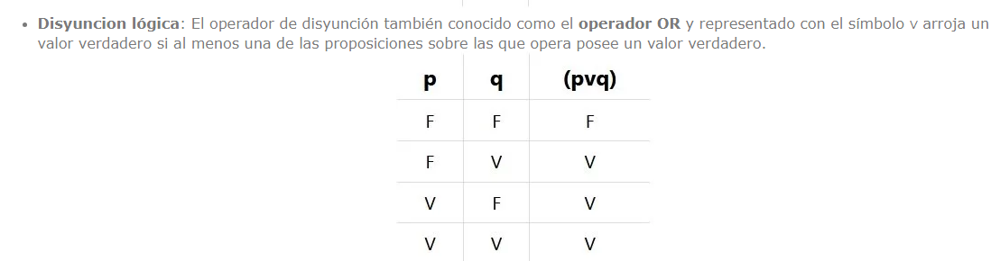 Disyuncion lógica: El operador de disyunción también conocido como el operador OR y representado con el símbolo v arroja un
valor verdadero si al menos una de las proposiciones sobre las que opera posee un valor verdadero.
p q (pvq)
F F F
F V V
V F V
V V V